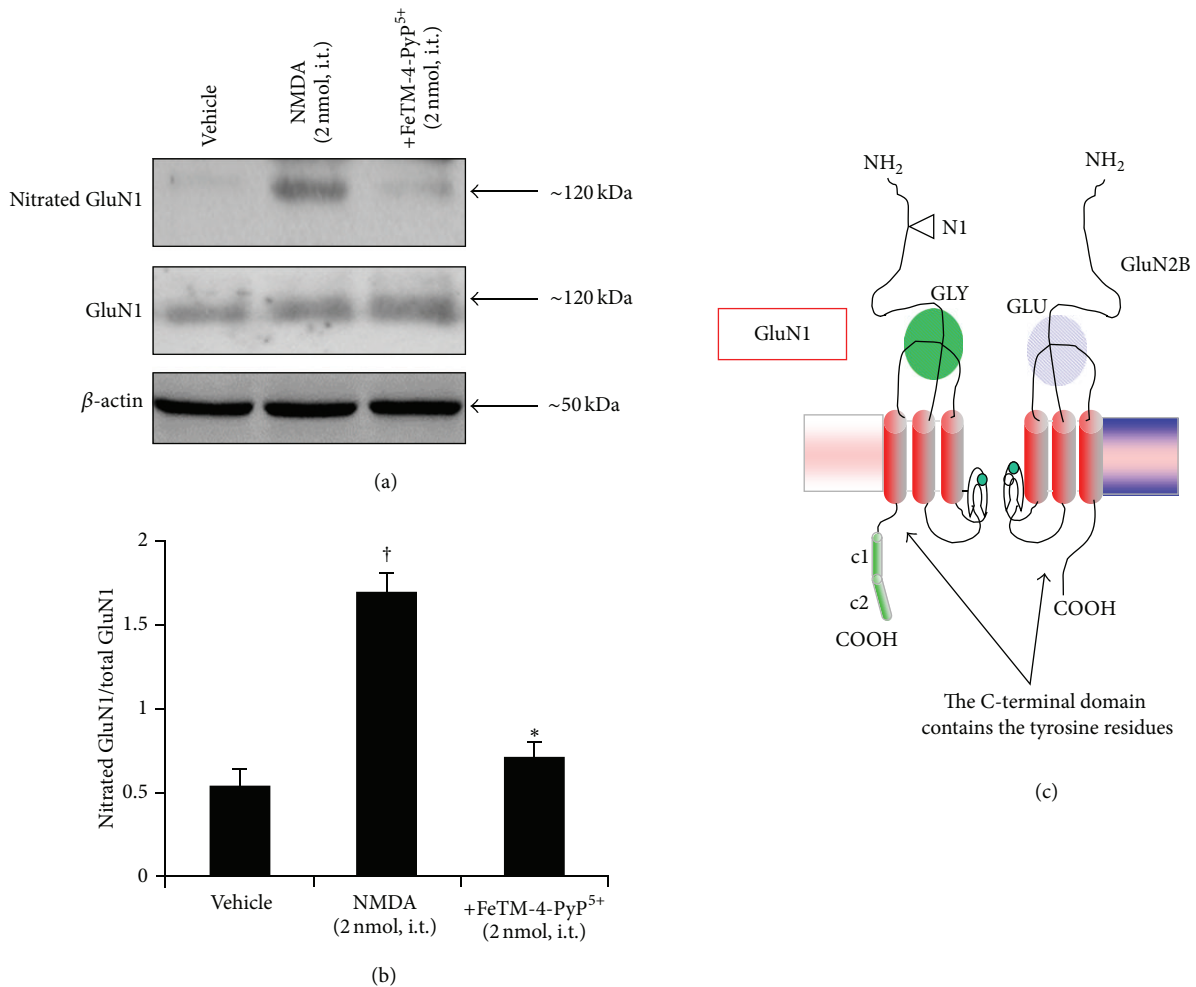 Vehicle
NMDA
(2 nmol, i.t.)
+FeTM-4-PyP⁵⁺
(2 nmol, i.t.)
Nitrated GluN1
~120 kDa
GluN1
~120 kDa
β-actin
~50 kDa
(a)
2
1.5
1
0.5
0
Nitrated GluN1/total GluN1
†
*
Vehicle
NMDA
(2 nmol, i.t.)
+FeTM-4-PyP⁵⁺
(2 nmol, i.t.)
(b)
NH₂
NH₂
N1
GluN2B
GLY
GLU
GluN1
c1
c2
COOH
COOH
The C-terminal domain
contains the tyrosine residues
(c)